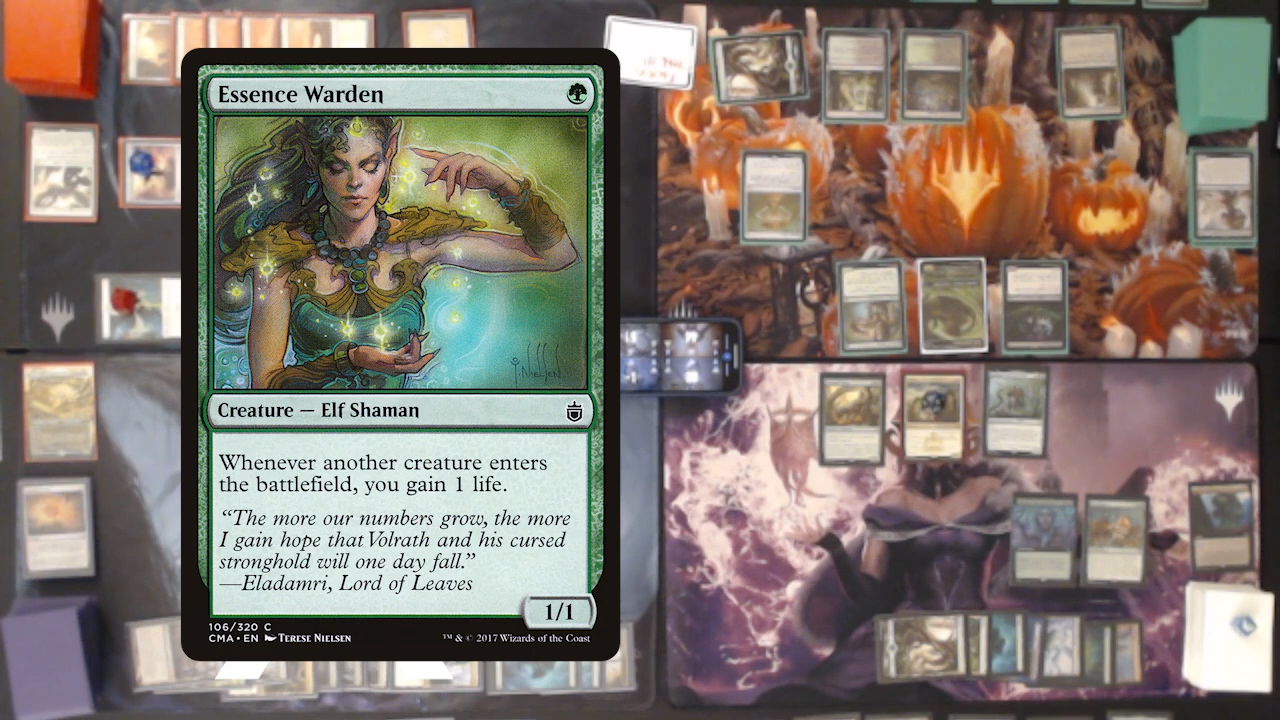 Essence Warden
J. NIELSEN
Creature — Elf Shaman
Whenever another creature enters
the battlefield, you gain 1 life.
“The more our numbers grow, the more
I gain hope that Volrath and his cursed
stronghold will one day fall.”
—Eladamri, Lord of Leaves
1/1
106/320 C
CMA • EN TERESE NIELSEN
™ & © 2017 Wizards of the Coast